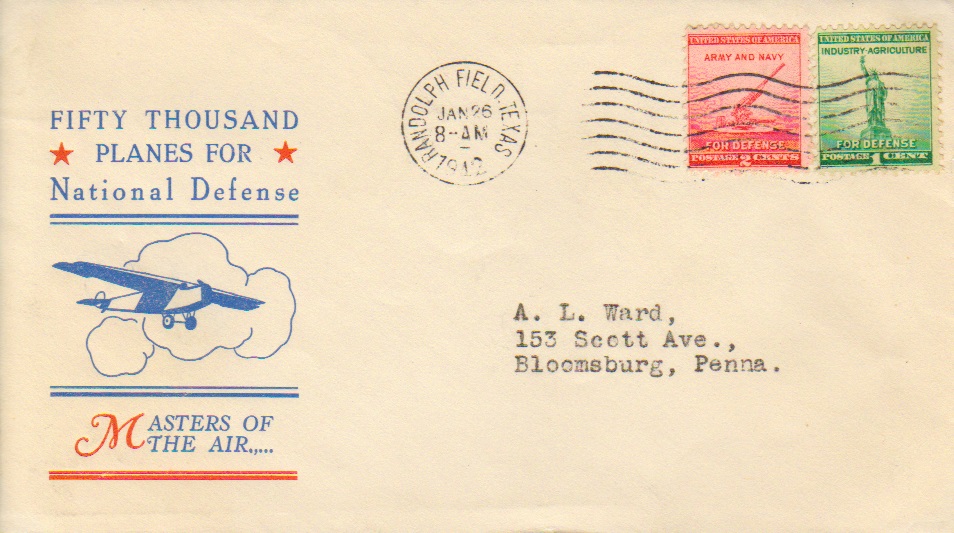 FIFTY THOUSAND
PLANES FOR
National Defense
MASTERS OF
THE AIR.,...
RANDOLPH FIELD. TEXAS
JAN 26
8-AM
1942
UNITED STATES OF AMERICA
ARMY AND NAVY
FOR DEFENSE
POSTAGE 2 CENTS
UNITED STATES OF AMERICA
INDUSTRY-AGRICULTURE
FOR DEFENSE
POSTAGE 1 CENT
A. L. Ward,
153 Scott Ave.,
Bloomsburg, Penna.